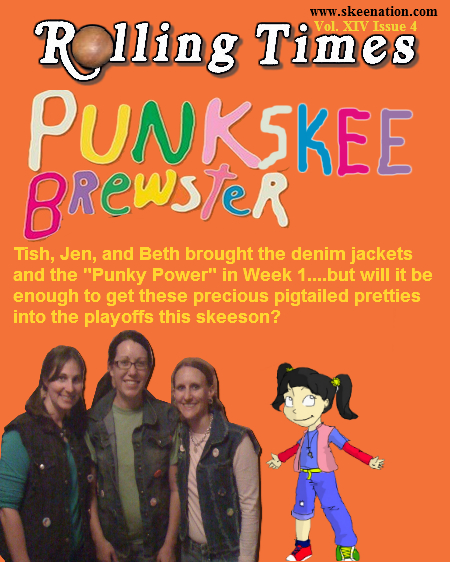 www.skeenation.com
Vol. XIV Issue 4
Rolling Times
PUNKSKEE
BREWSTER
Tish, Jen, and Beth brought the denim jackets
and the "Punky Power" in Week 1....but will it be
enough to get these precious pigtailed pretties
into the playoffs this skeeson?